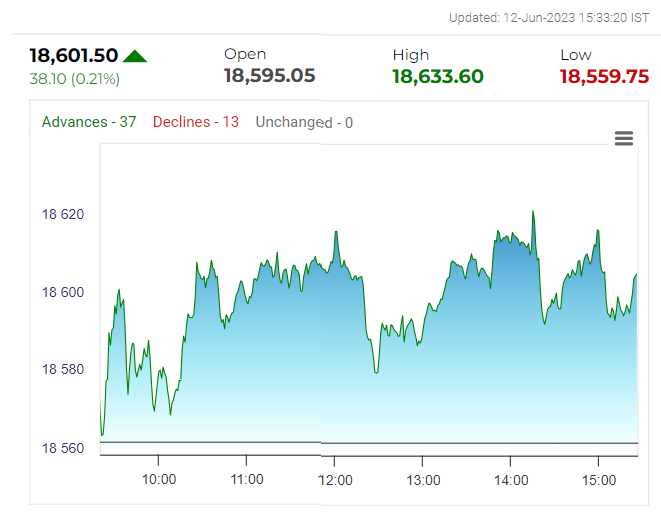 Updated: 12-Jun-2023 15:33:20 IST
18,601.50 Open High Low
38.10 (0.21%) 18,595.05 18,633.60 18,559.75
Advances - 37 Declines - 13 Unchanged - 0
18 620
18 600
18 580
18 560
10:00 11:00 12:00 13:00 14:00 15:00